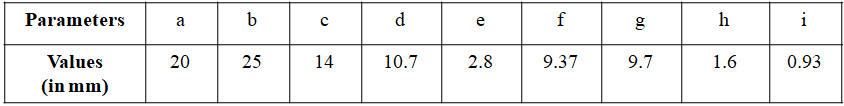 Parameters a b c d e f g h i
Values (in mm) 20 25 14 10.7 2.8 9.37 9.7 1.6 0.93